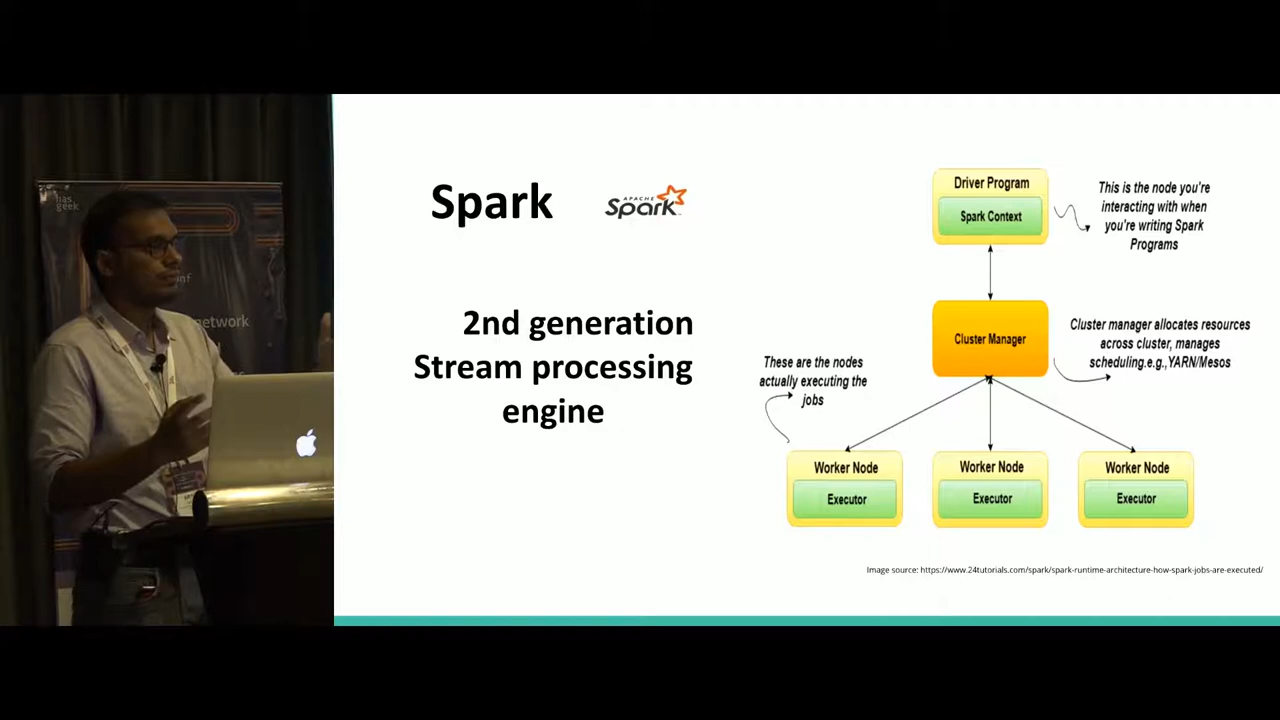 has
geek
inf
network
Spark
APACHE
Spark
2nd generation
Stream processing
engine
Driver Program
Spark Context
This is the node you're
interacting with when
you're writing Spark
Programs
Cluster Manager
Cluster manager allocates resources
across cluster, manages
scheduling.e.g.,YARN/Mesos
These are the nodes
actually executing the
jobs
Worker Node
Executor
Worker Node
Executor
Worker Node
Executor
Image source: https://www.24tutorials.com/spark/spark-runtime-architecture-how-spark-jobs-are-executed/